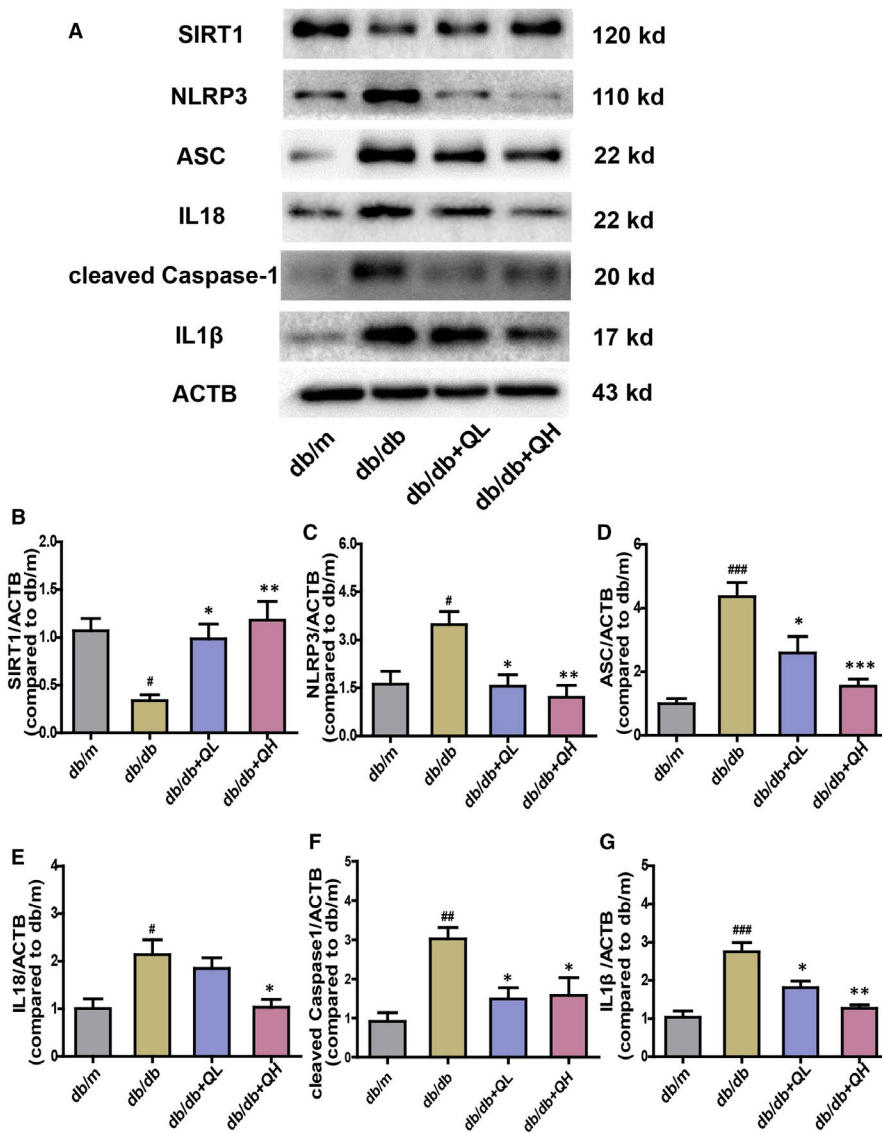 A
SIRT1 120 kd
NLRP3 110 kd
ASC 22 kd
IL18 22 kd
cleaved Caspase-1 20 kd
IL1β 17 kd
ACTB 43 kd
db/m db/db db/db+QL db/db+QH
B
SIRT1/ACTB
(compared to db/m)
2.0
1.5
1.0
0.5
0.0
#
*
**
db/m db/db db/db+QL db/db+QH
C
NLRP3/ACTB
(compared to db/m)
6.0
4.5
3.0
1.5
0.0
#
*
**
db/m db/db db/db+QL db/db+QH
D
ASC/ACTB
(compared to db/m)
6
4
2
0
###
*
***
db/m db/db db/db+QL db/db+QH
E
IL18/ACTB
(compared to db/m)
4
3
2
1
0
#
*
db/m db/db db/db+QL db/db+QH
F
cleaved Caspase1/ACTB
(compared to db/m)
5
4
3
2
1
0
##
*
*
db/m db/db db/db+QL db/db+QH
G
IL1β /ACTB
(compared to db/m)
5
4
3
2
1
0
###
*
**
db/m db/db db/db+QL db/db+QH